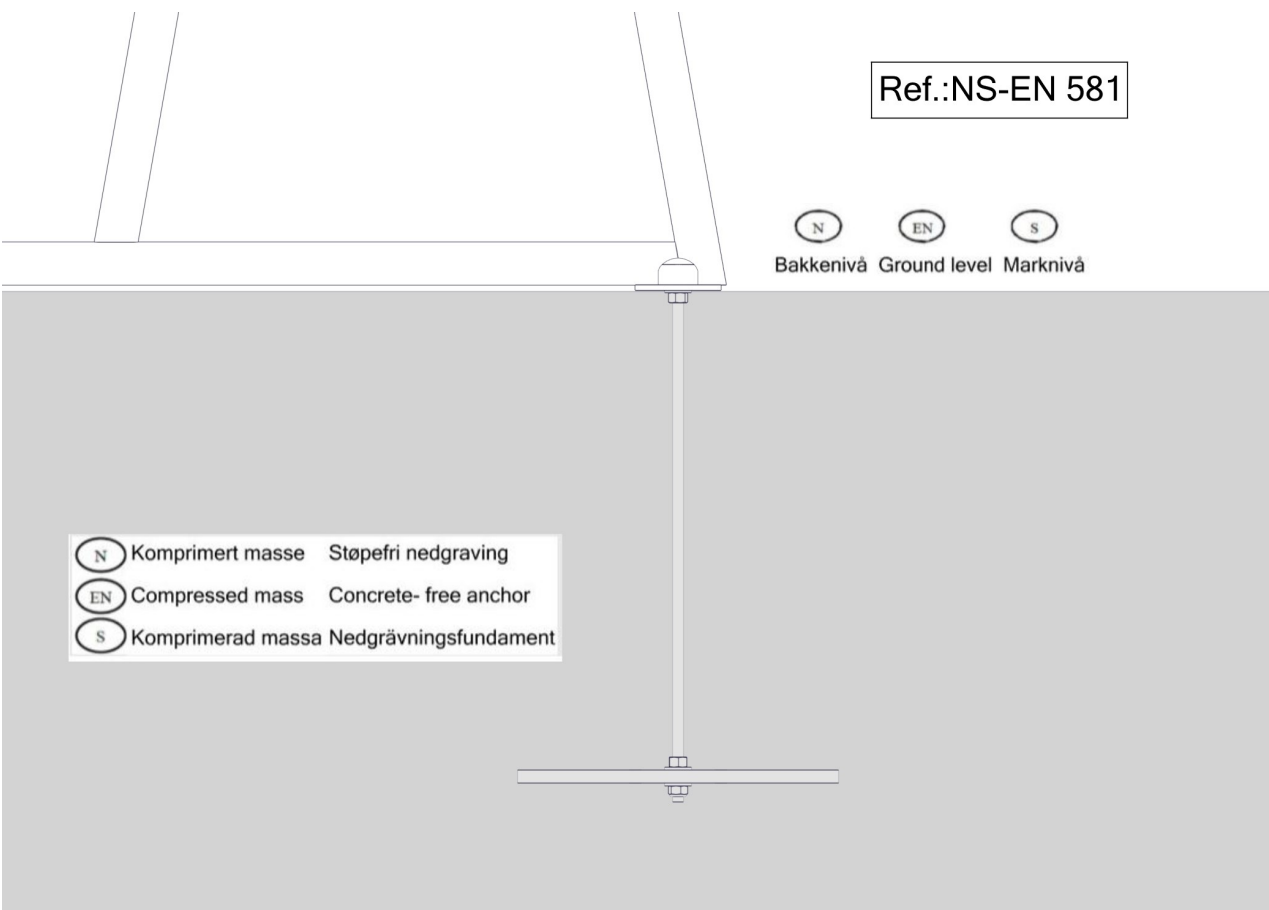 Ref.:NS-EN 581
N EN S
Bakkenivå Ground level Marknivå
N Komprimert masse Støpefri nedgraving
EN Compressed mass Concrete- free anchor
S Komprimerad massa Nedgrävningsfundament